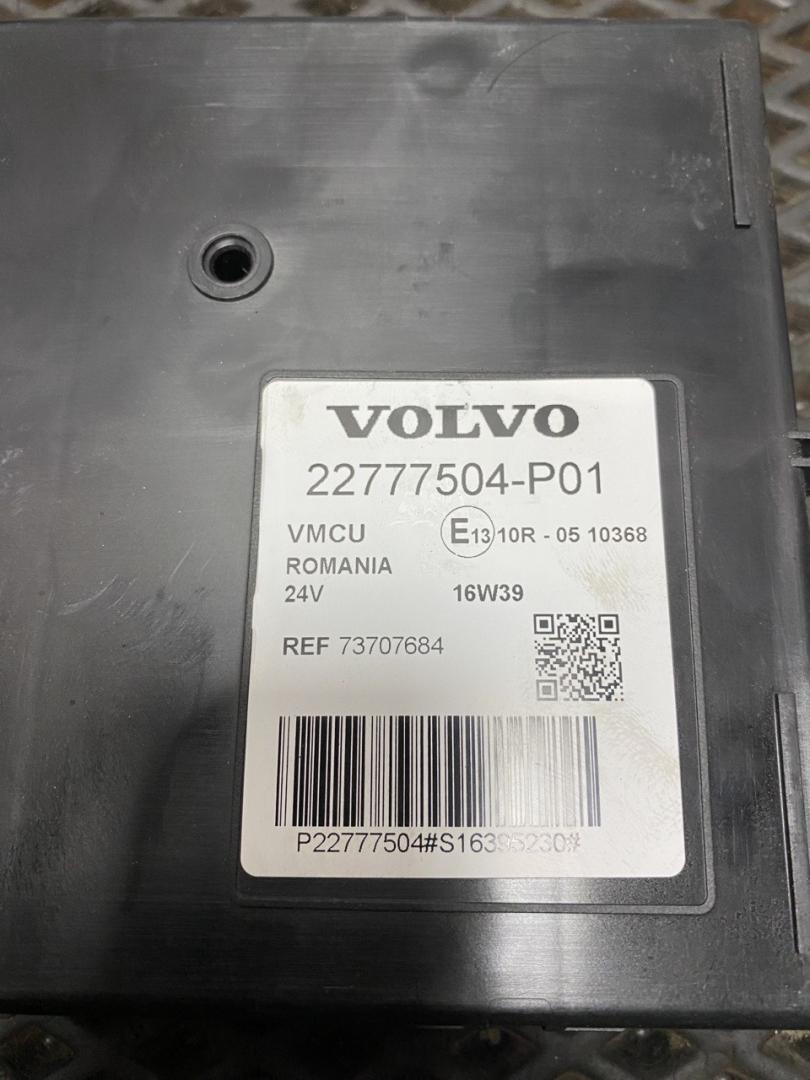 VOLVO
22777504-P01
VMCU E13 10R - 05 10368
ROMANIA
24V 16W39
REF 73707684
P22777504#S16395230#